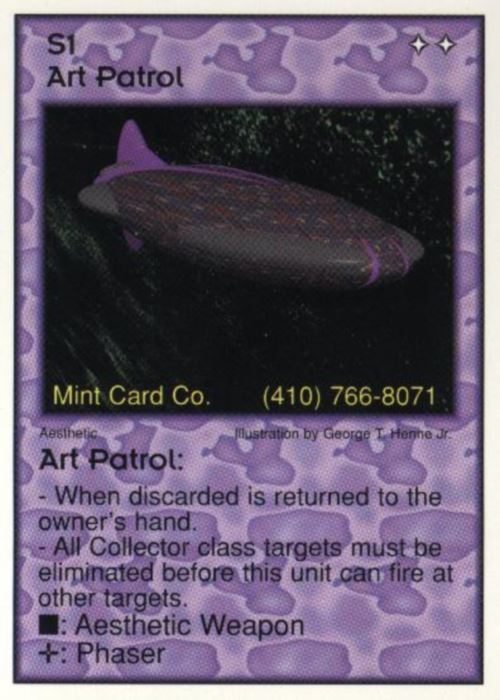 S1
Art Patrol
Mint Card Co. (410) 766-8071
Aesthetic Illustration by George T. Henne Jr.
Art Patrol:
- When discarded is returned to the
owner's hand.
- All Collector class targets must be
eliminated before this unit can fire at
other targets.
■: Aesthetic Weapon
✛: Phaser